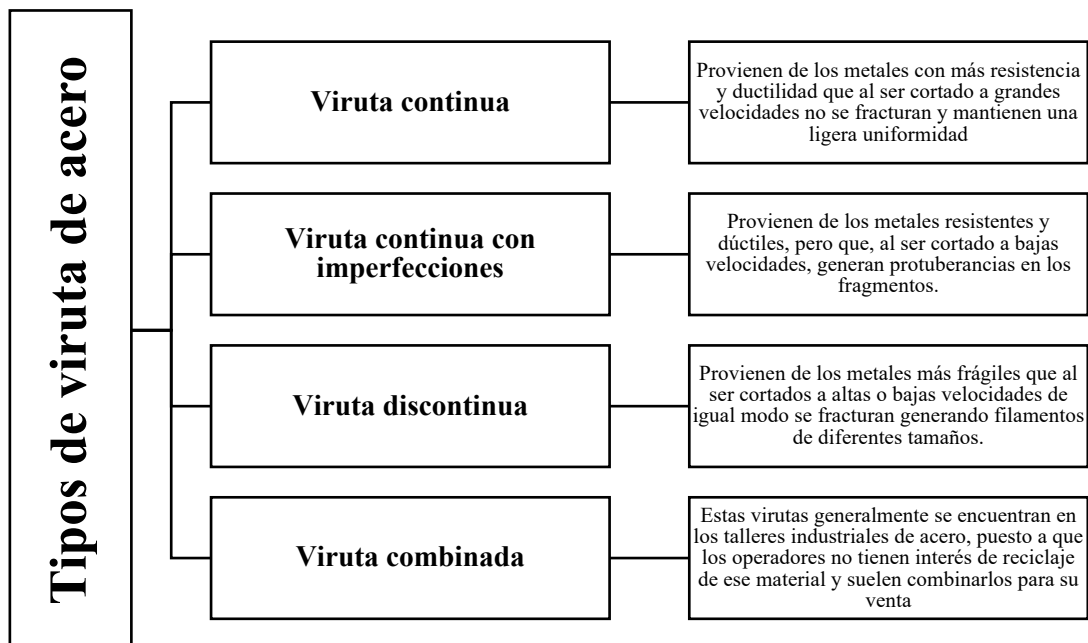 Tipos de viruta de acero
Viruta continua
Provienen de los metales con más resistencia
y ductilidad que al ser cortado a grandes
velocidades no se fracturan y mantienen una
ligera uniformidad
Viruta continua con
imperfecciones
Provienen de los metales resistentes y
dúctiles, pero que, al ser cortado a bajas
velocidades, generan protuberancias en los
fragmentos.
Viruta discontinua
Provienen de los metales más frágiles que al
ser cortados a altas o bajas velocidades de
igual modo se fracturan generando filamentos
de diferentes tamaños.
Viruta combinada
Estas virutas generalmente se encuentran en
los talleres industriales de acero, puesto a que
los operadores no tienen interés de reciclaje
de ese material y suelen combinarlos para su
venta